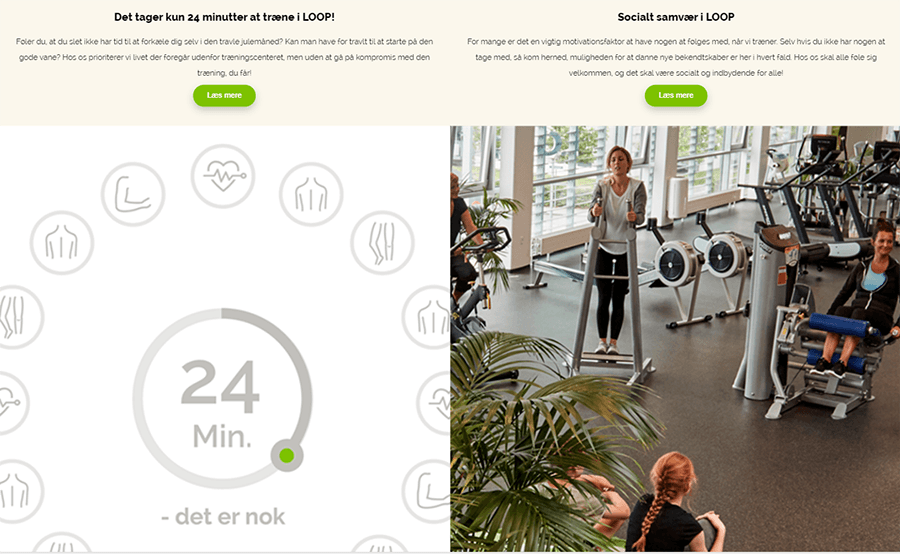 Det tager kun 24 minutter at træne i LOOP!
Føler du, at du slet ikke har tid til at forkæle dig selv i den travle julemåned? Kan man have for travlt til at starte på den
gode vane? Hos os prioriterer vi livet der foregår udenfor træningscenteret, men uden at gå på kompromis med den
træning, du får!
Læs mere
Socialt samvær i LOOP
For mange er det en vigtig motivationsfaktor at have nogen at følges med, når vi træner. Selv hvis du ikke har nogen at
tage med, så kom herned, muligheden for at danne nye bekendtskaber er her i hvert fald. Hos os skal alle føle sig
velkommen, og det skal være socialt og indbydende for alle!
Læs mere
24
Min.
- det er nok